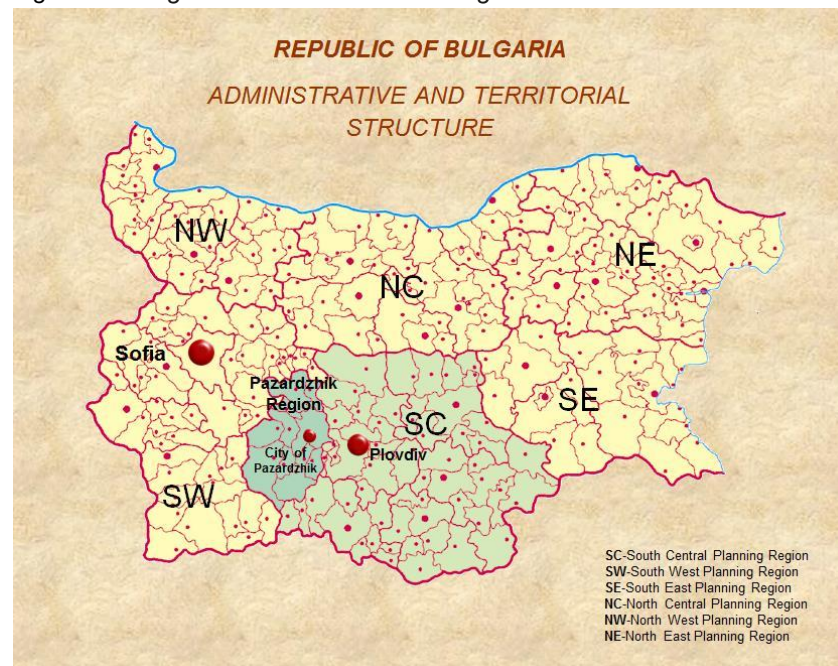 REPUBLIC OF BULGARIA
ADMINISTRATIVE AND TERRITORIAL
STRUCTURE
NW
NE
NC
Sofia
Pazardzhik
Region
SC
SE
City of
Pazardzhik
Plovdiv
SW
SC-South Central Planning Region
SW-South West Planning Region
SE-South East Planning Region
NC-North Central Planning Region
NW-North West Planning Region
NE-North East Planning Region